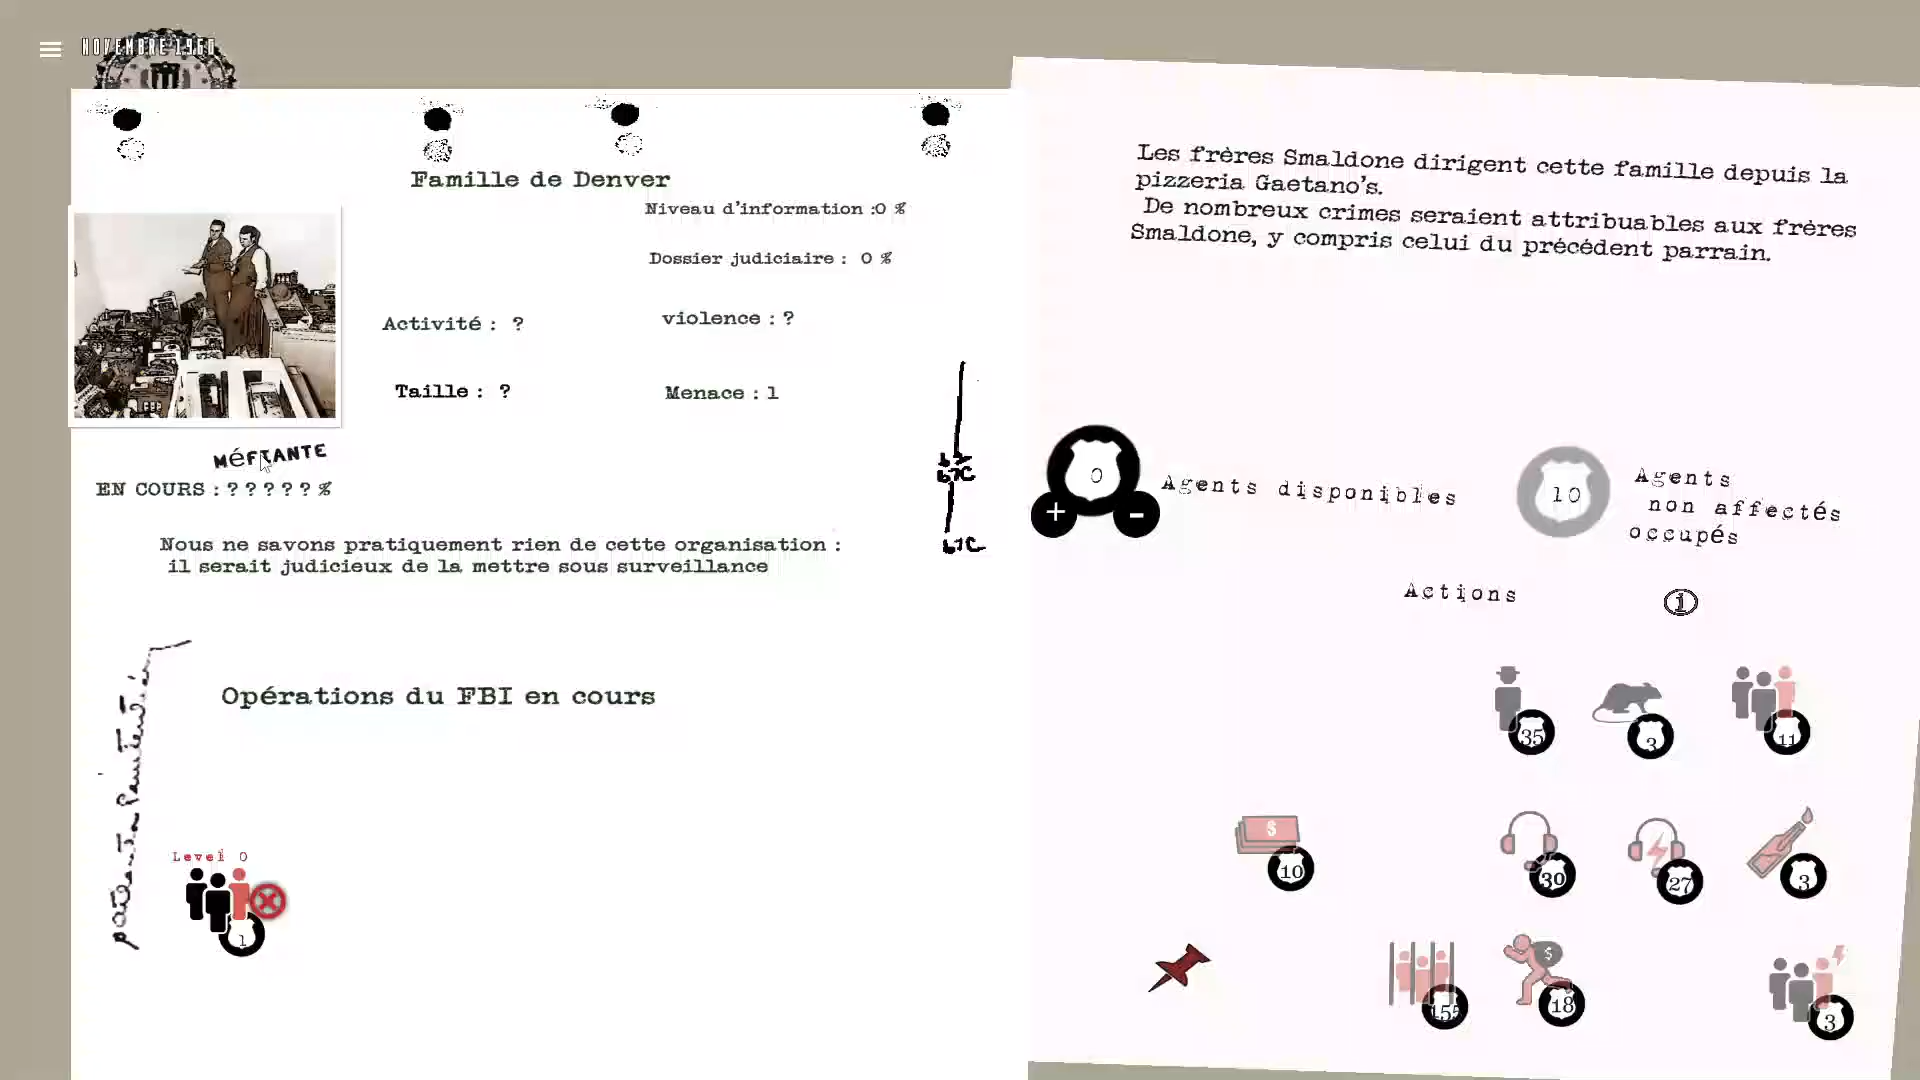 NOVEMBRE 1960
Famille de Denver
Niveau d'information :0 %
Dossier judiciaire : 0 %
Activité : ?
violence : ?
Taille : ?
Menace : 1
MéFIANTE
EN COURS : ? ? ? ? ? %
Nous ne savons pratiquement rien de cette organisation :
il serait judicieux de la mettre sous surveillance
Opérations du FBI en cours
Level 0
1
b7C
b7C
Les frères Smaldone dirigent cette famille depuis la
pizzeria Gaetano's.
De nombreux crimes seraient attribuables aux frères
Smaldone, y compris celui du précédent parrain.
0
+
-
Agents disponibles
10
Agents
non affectés
occupés
Actions
i
35
3
11
$
10
30
27
3
155
$
18
3